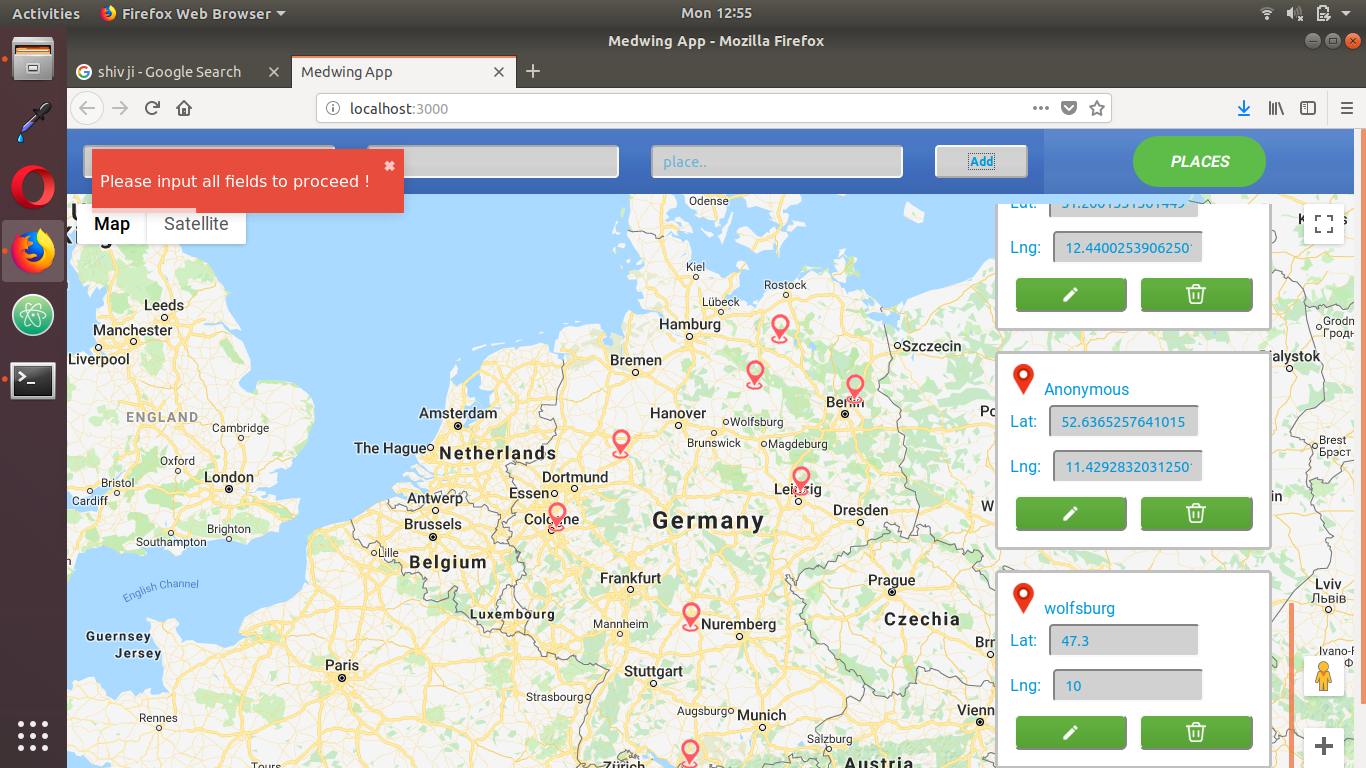 Activities
Firefox Web Browser
Mon 12:55
Medwing App - Mozilla Firefox
shiv ji - Google Search
Medwing App
localhost:3000
Please input all fields to proceed !
place..
Add
PLACES
Map
Satellite
Lat:
Lng:
12.4400253906250
Anonymous
Lat:
52.6365257641015
Lng:
11.4292832031250
wolfsburg
Lat:
47.3
Lng:
10
Odense
Kiel
Rostock
Lübeck
Hamburg
Szczecin
Bremen
Leeds
Manchester
Liverpool
ENGLAND
Cambridge
Oxford
London
Bristol
Cardiff
Brighton
Southampton
English Channel
Guernsey
Jersey
Amsterdam
The Hague
Netherlands
Hanover
Wolfsburg
Brunswick
Magdeburg
Berlin
Dortmund
Essen
Antwerp
Brussels
Cologne
Leipzig
Germany
Dresden
Lille
Belgium
Frankfurt
Prague
Czechia
Luxembourg
Mannheim
Nuremberg
Paris
Stuttgart
Strasbourg
Augsburg
Munich
Rennes
Salzburg
Zürich
Austria
Tours
Bialystok
Brest
Брэст
Lviv
Львів